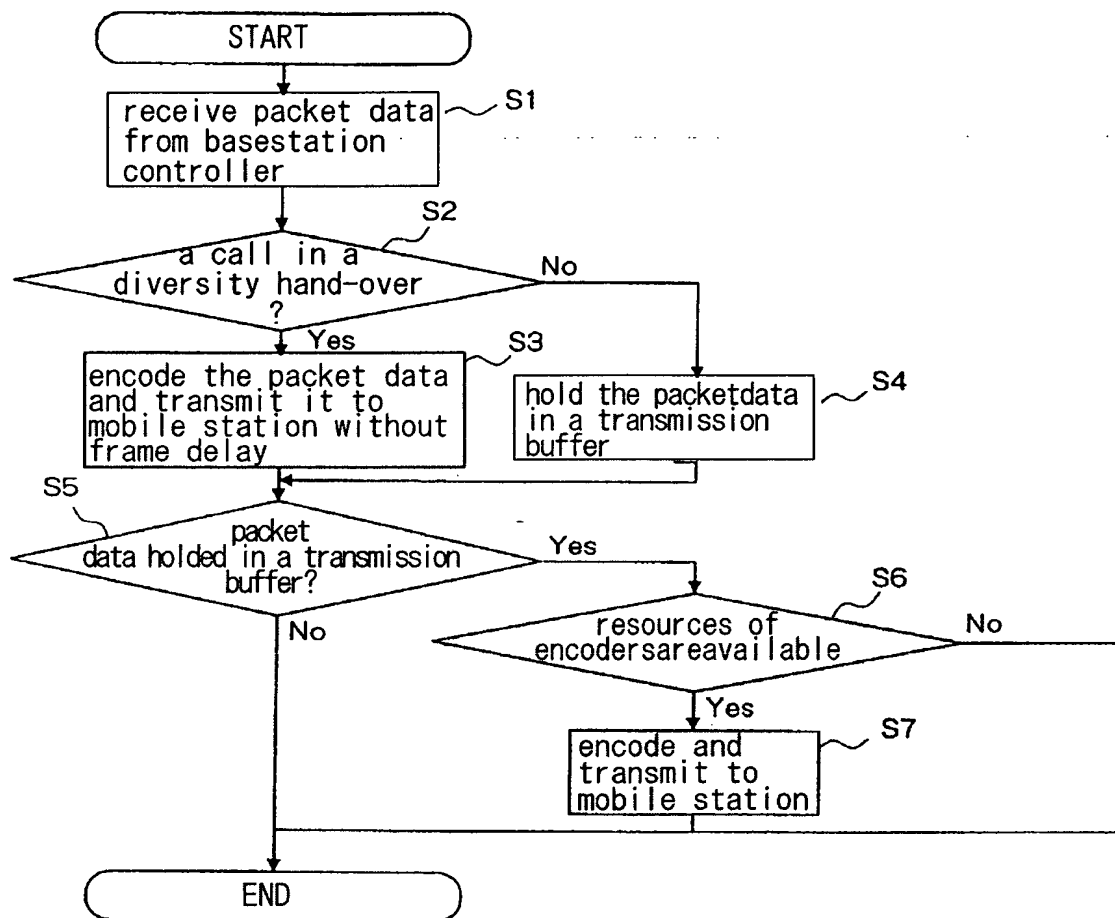 START
S1
receive packet data
from basestation
controller
S2
a call in a
diversity hand-over
?
No
Yes
S3
encode the packet data
and transmit it to
mobile station without
frame delay
S4
hold the packetdata
in a transmission
buffer
S5
packet
data holded in a transmission
buffer?
Yes
No
S6
resources of
encodersareavailable
No
Yes
S7
encode and
transmit to
mobile station
END